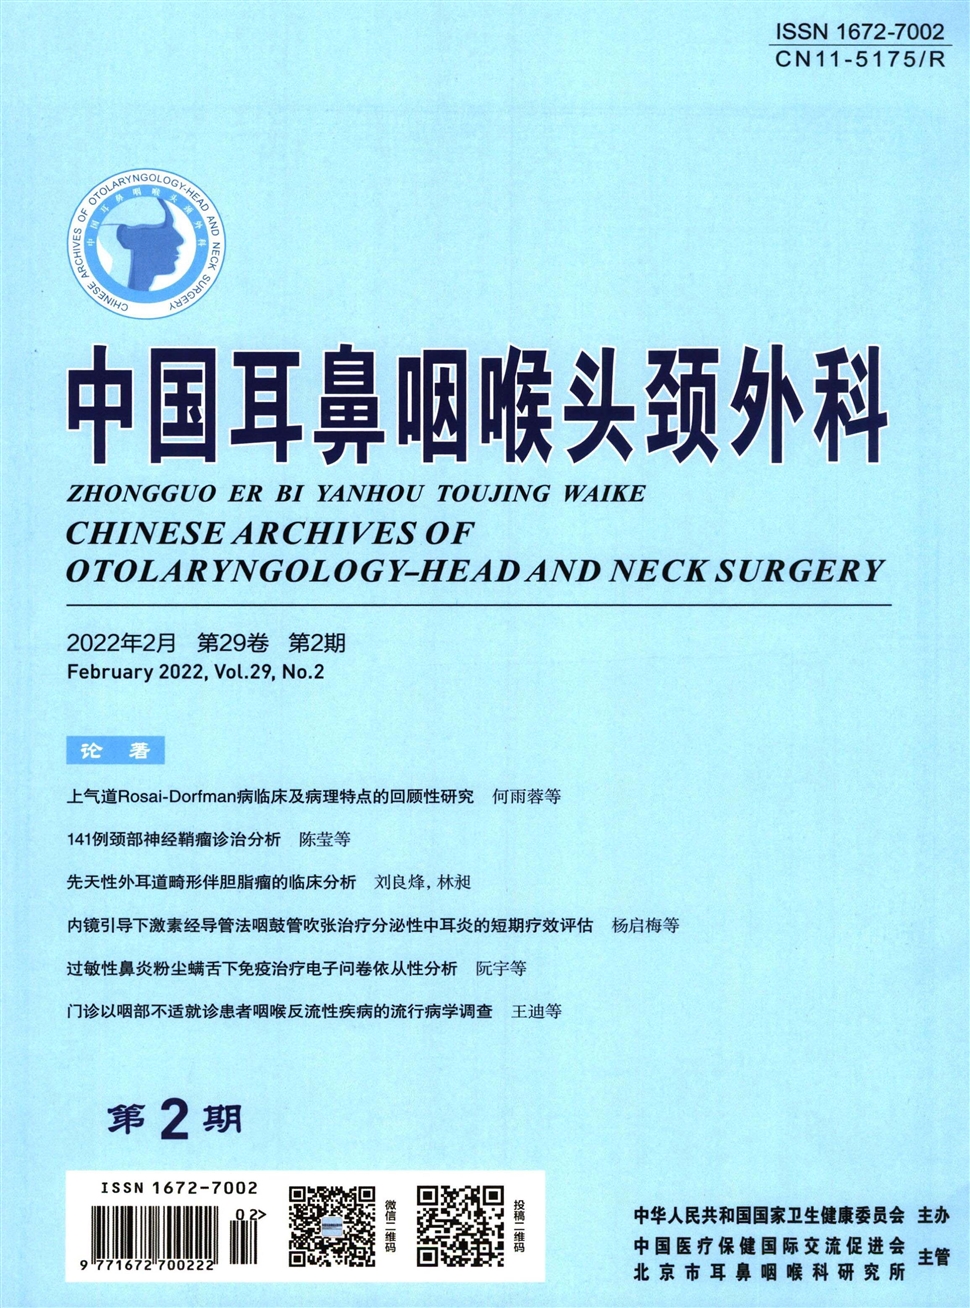 ISSN 1672-7002
CN11-5175/R
CHINESE ARCHIVES OF OTOLARYNGOLOGY-HEAD AND NECK SURGERY
中国耳鼻咽喉头颈外科
中国耳鼻咽喉头颈外科
ZHONGGUO ER BI YANHOU TOUJING WAIKE
CHINESE ARCHIVES OF
OTOLARYNGOLOGY-HEAD AND NECK SURGERY
2022年2月 第29卷 第2期
February 2022, Vol.29, No.2
论 著
上气道Rosai-Dorfman病临床及病理特点的回顾性研究 何雨蓉等
141例颈部神经鞘瘤诊治分析 陈莹等
先天性外耳道畸形伴胆脂瘤的临床分析 刘良烽, 林昶
内镜引导下激素经导管法咽鼓管吹张治疗分泌性中耳炎的短期疗效评估 杨启梅等
过敏性鼻炎粉尘螨舌下免疫治疗电子问卷依从性分析 阮宇等
门诊以咽部不适就诊患者咽喉反流性疾病的流行病学调查 王迪等
第 2 期
ISSN 1672-7002
02>
9 771672 700222
微信二维码
投稿二维码
中华人民共和国国家卫生健康委员会 主办
中国医疗保健国际交流促进会
北京市耳鼻咽喉科研究所
主管